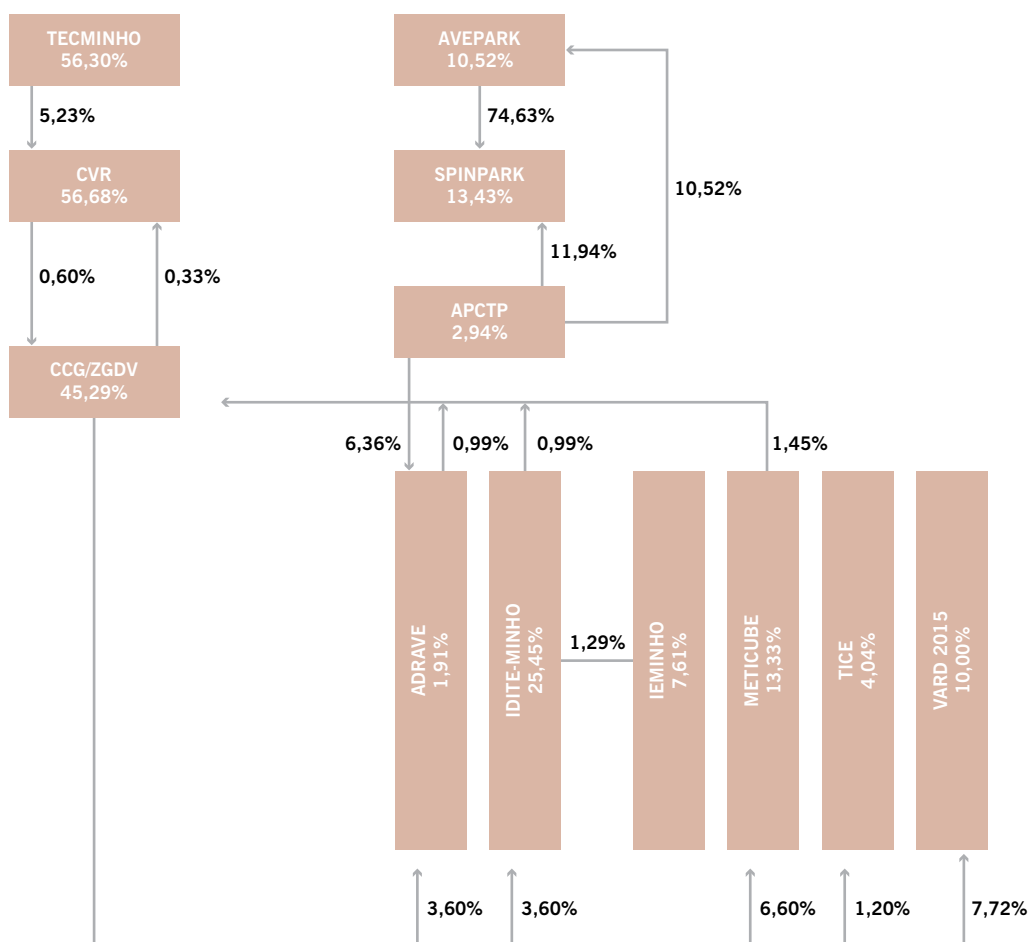 TECMINHO
56,30%
AVEPARK
10,52%
5,23%
74,63%
CVR
56,68%
SPINPARK
13,43%
10,52%
0,60%
0,33%
11,94%
APCTP
2,94%
CCG/ZGDV
45,29%
6,36%
0,99%
0,99%
1,45%
ADRAVE
1,91%
IDITE-MINHO
25,45%
1,29%
IEMINHO
7,61%
METICUBE
13,33%
TICE
4,04%
VARD 2015
10,00%
3,60%
3,60%
6,60%
1,20%
7,72%